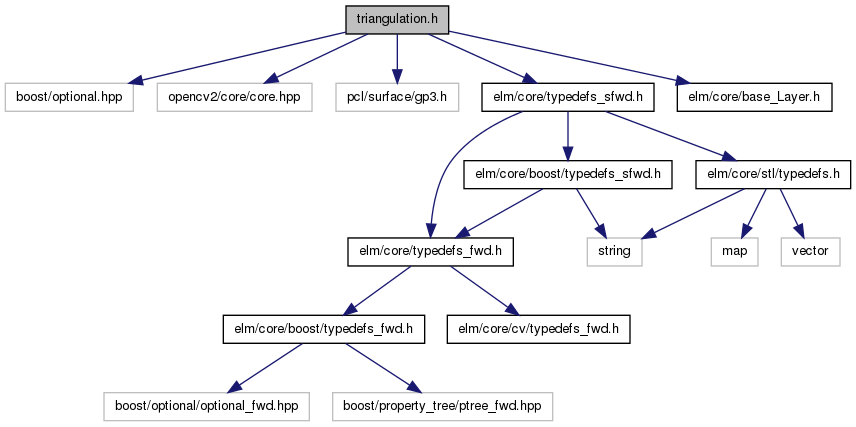 triangulation.h
boost/optional.hpp
opencv2/core/core.hpp
pcl/surface/gp3.h
elm/core/typedefs_sfwd.h
elm/core/base_Layer.h
elm/core/boost/typedefs_sfwd.h
elm/core/stl/typedefs.h
elm/core/typedefs_fwd.h
string
map
vector
elm/core/boost/typedefs_fwd.h
elm/core/cv/typedefs_fwd.h
boost/optional/optional_fwd.hpp
boost/property_tree/ptree_fwd.hpp